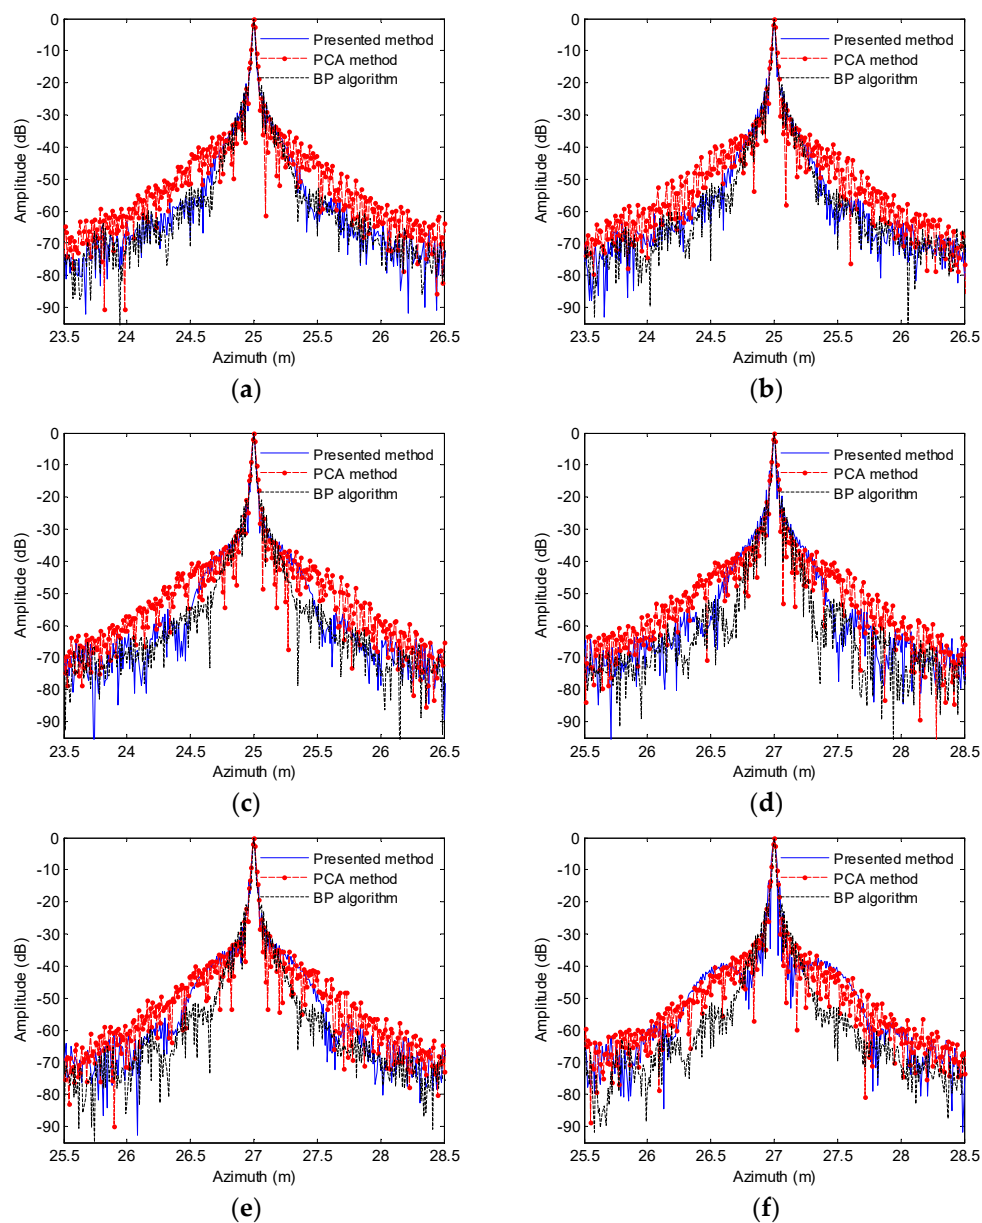 0
-10
-20
-30
-40
-50
-60
-70
-80
-90
Amplitude (dB)
Presented method
PCA method
BP algorithm
23.5 24 24.5 25 25.5 26 26.5
Azimuth (m)
(a)
0
-10
-20
-30
-40
-50
-60
-70
-80
-90
Amplitude (dB)
Presented method
PCA method
BP algorithm
23.5 24 24.5 25 25.5 26 26.5
Azimuth (m)
(b)
0
-10
-20
-30
-40
-50
-60
-70
-80
-90
Amplitude (dB)
Presented method
PCA method
BP algorithm
23.5 24 24.5 25 25.5 26 26.5
Azimuth (m)
(c)
0
-10
-20
-30
-40
-50
-60
-70
-80
-90
Amplitude (dB)
Presented method
PCA method
BP algorithm
25.5 26 26.5 27 27.5 28 28.5
Azimuth (m)
(d)
0
-10
-20
-30
-40
-50
-60
-70
-80
-90
Amplitude (dB)
Presented method
PCA method
BP algorithm
25.5 26 26.5 27 27.5 28 28.5
Azimuth (m)
(e)
0
-10
-20
-30
-40
-50
-60
-70
-80
-90
Amplitude (dB)
Presented method
PCA method
BP algorithm
25.5 26 26.5 27 27.5 28 28.5
Azimuth (m)
(f)